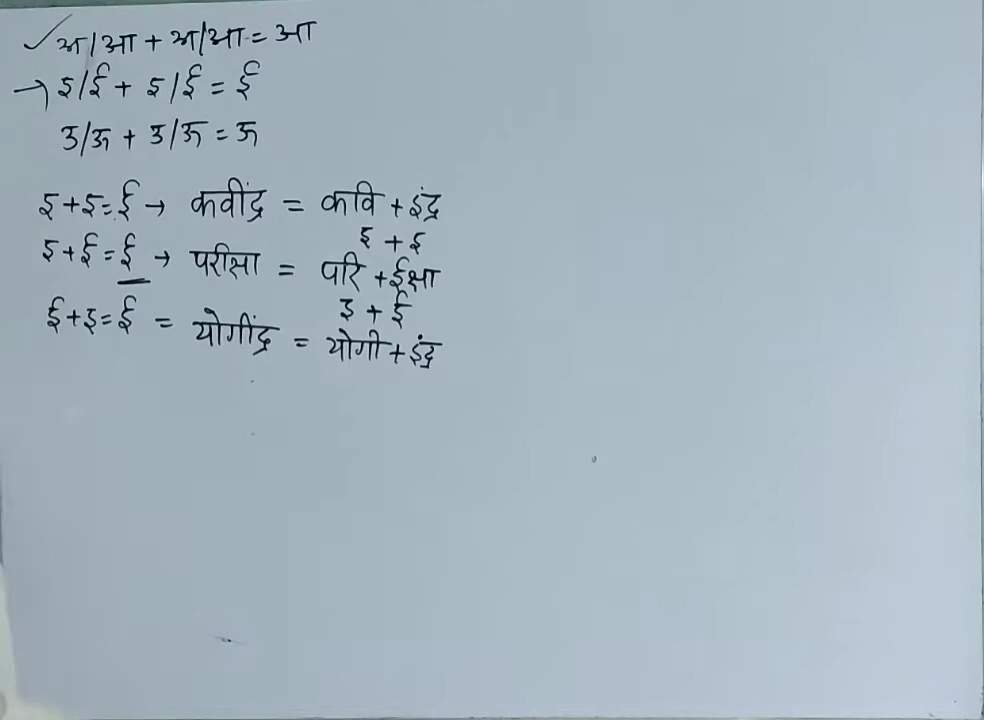 ✓ अ/आ + अ/आ = आ
→ इ/ई + इ/ई = ई
उ/ऊ + उ/ऊ = ऊ
इ+इ=ई → कवींद्र = कवि + इंद्र
इ + इ
इ+ई=ई → परीक्षा = परि + ईक्षा
इ + ई
ई+इ=ई = योगींद्र = योगी + इंद्र